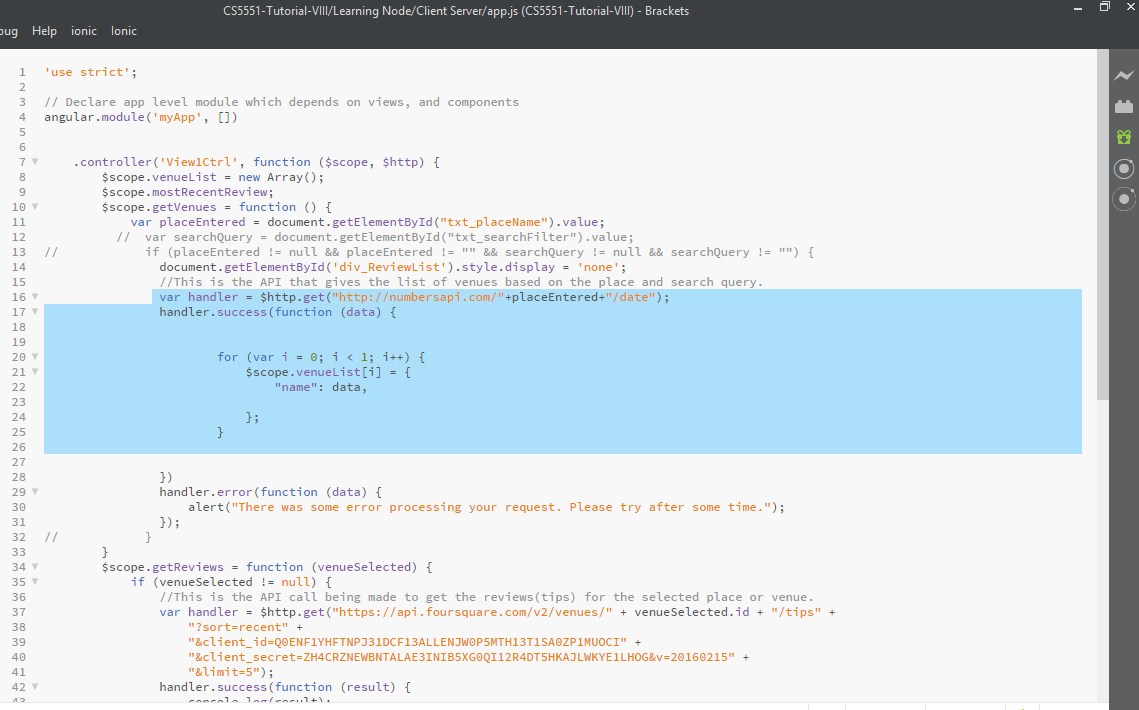 CS5551-Tutorial-VIII/Learning Node/Client Server/app.js (CS5551-Tutorial-VIII) - Brackets
bug Help ionic Ionic
1 'use strict';
2
3 // Declare app level module which depends on views, and components
4 angular.module('myApp', [])
5
6
7 .controller('View1Ctrl', function ($scope, $http) {
8 $scope.venueList = new Array();
9 $scope.mostRecentReview;
10 $scope.getVenues = function () {
11 var placeEntered = document.getElementById("txt_placeName").value;
12 // var searchQuery = document.getElementById("txt_searchFilter").value;
13 // if (placeEntered != null && placeEntered != "" && searchQuery != null && searchQuery != "") {
14 document.getElementById('div_ReviewList').style.display = 'none';
15 //This is the API that gives the list of venues based on the place and search query.
16 var handler = $http.get("http://numbersapi.com/"+placeEntered+"/date");
17 handler.success(function (data) {
18
19
20 for (var i = 0; i < 1; i++) {
21 $scope.venueList[i] = {
22 "name": data,
23
24 };
25 }
26
27
28 })
29 handler.error(function (data) {
30 alert("There was some error processing your request. Please try after some time.");
31 });
32 // }
33 }
34 $scope.getReviews = function (venueSelected) {
35 if (venueSelected != null) {
36 //This is the API call being made to get the reviews(tips) for the selected place or venue.
37 var handler = $http.get("https://api.foursquare.com/v2/venues/" + venueSelected.id + "/tips" +
38 "?sort=recent" +
39 "&client_id=Q0ENF1YHFTNPJ31DCF13ALLENJW0P5MTH13T1SA0ZP1MUOCI" +
40 "&client_secret=ZH4CRZNEWBNTALAE3INIB5XG0QI12R4DT5HKAJLWKYE1LHOG&v=20160215" +
41 "&limit=5");
42 handler.success(function (result) {
43 console.log(result);